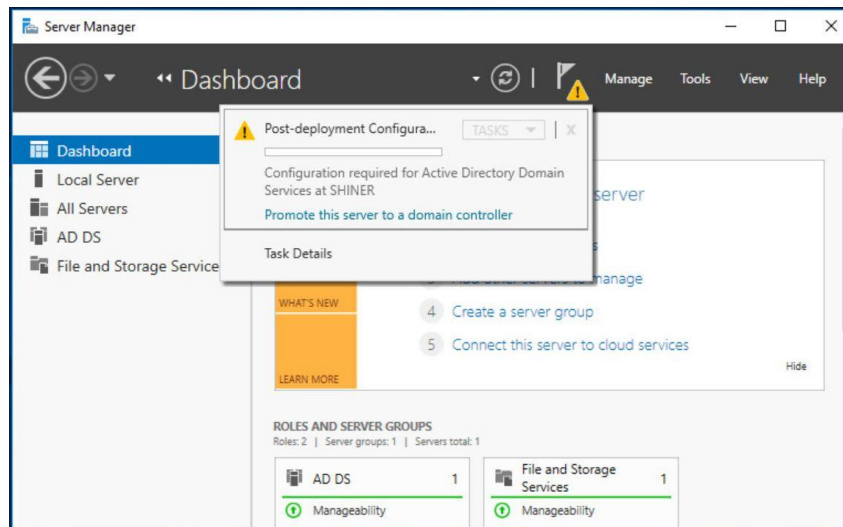 Server Manager
Dashboard
Manage Tools View Help
Post-deployment Configura... TASKS X
Configuration required for Active Directory Domain
Services at SHINER
Promote this server to a domain controller
Task Details
Dashboard
Local Server
All Servers
AD DS
File and Storage Service
server
manage
WHAT'S NEW
4 Create a server group
5 Connect this server to cloud services
Hide
LEARN MORE
ROLES AND SERVER GROUPS
Roles: 2 | Server groups: 1 | Servers total: 1
AD DS 1
File and Storage
Services 1
Manageability
Manageability